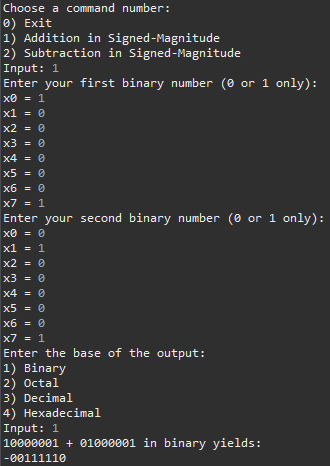 Choose a command number:
0) Exit
1) Addition in Signed-Magnitude
2) Subtraction in Signed-Magnitude
Input: 1
Enter your first binary number (0 or 1 only):
x0 = 1
x1 = 0
x2 = 0
x3 = 0
x4 = 0
x5 = 0
x6 = 0
x7 = 1
Enter your second binary number (0 or 1 only):
x0 = 0
x1 = 1
x2 = 0
x3 = 0
x4 = 0
x5 = 0
x6 = 0
x7 = 1
Enter the base of the output:
1) Binary
2) Octal
3) Decimal
4) Hexadecimal
Input: 1
10000001 + 01000001 in binary yields:
-00111110